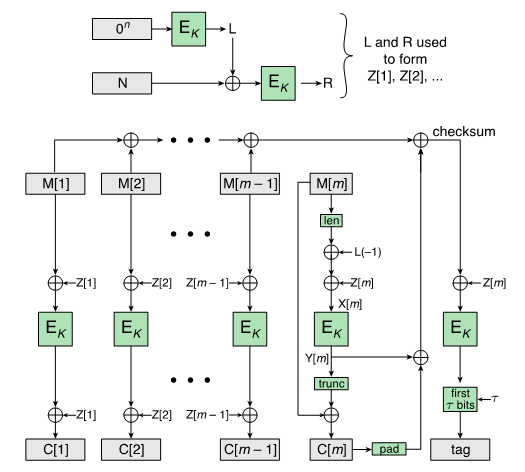 0ⁿ E_K L
N E_K R
L and R used
to form
Z[1], Z[2], ...
checksum
M[1] M[2] • • • M[m−1] M[m]
len
L(−1)
Z[1] Z[2] Z[m−1] Z[m] Z[m]
X[m]
E_K E_K E_K E_K E_K
Y[m]
trunc
first
τ bits
τ
Z[1] Z[2] Z[m−1]
C[1] C[2] C[m−1] C[m] pad tag